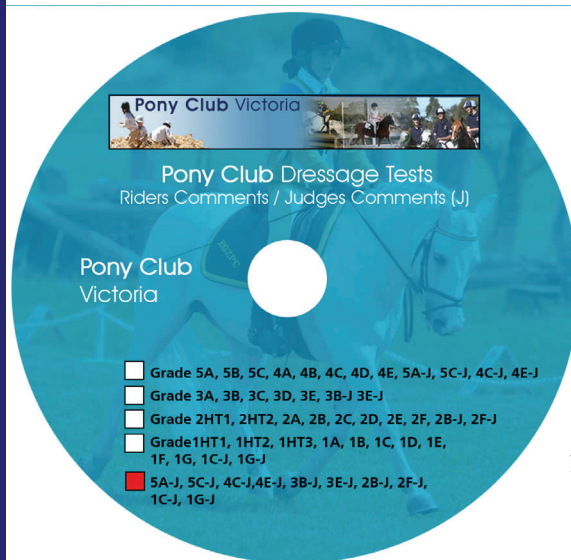 Pony Club Victoria
Pony Club Dressage Tests
Riders Comments / Judges Comments (J)
Pony Club
Victoria
Grade 5A, 5B, 5C, 4A, 4B, 4C, 4D, 4E, 5A-J, 5C-J, 4C-J, 4E-J
Grade 3A, 3B, 3C, 3D, 3E, 3B-J 3E-J
Grade 2HT1, 2HT2, 2A, 2B, 2C, 2D, 2E, 2F, 2B-J, 2F-J
Grade1HT1, 1HT2, 1HT3, 1A, 1B, 1C, 1D, 1E,
1F, 1G, 1C-J, 1G-J
5A-J, 5C-J, 4C-J,4E-J, 3B-J, 3E-J, 2B-J, 2F-J,
1C-J, 1G-J